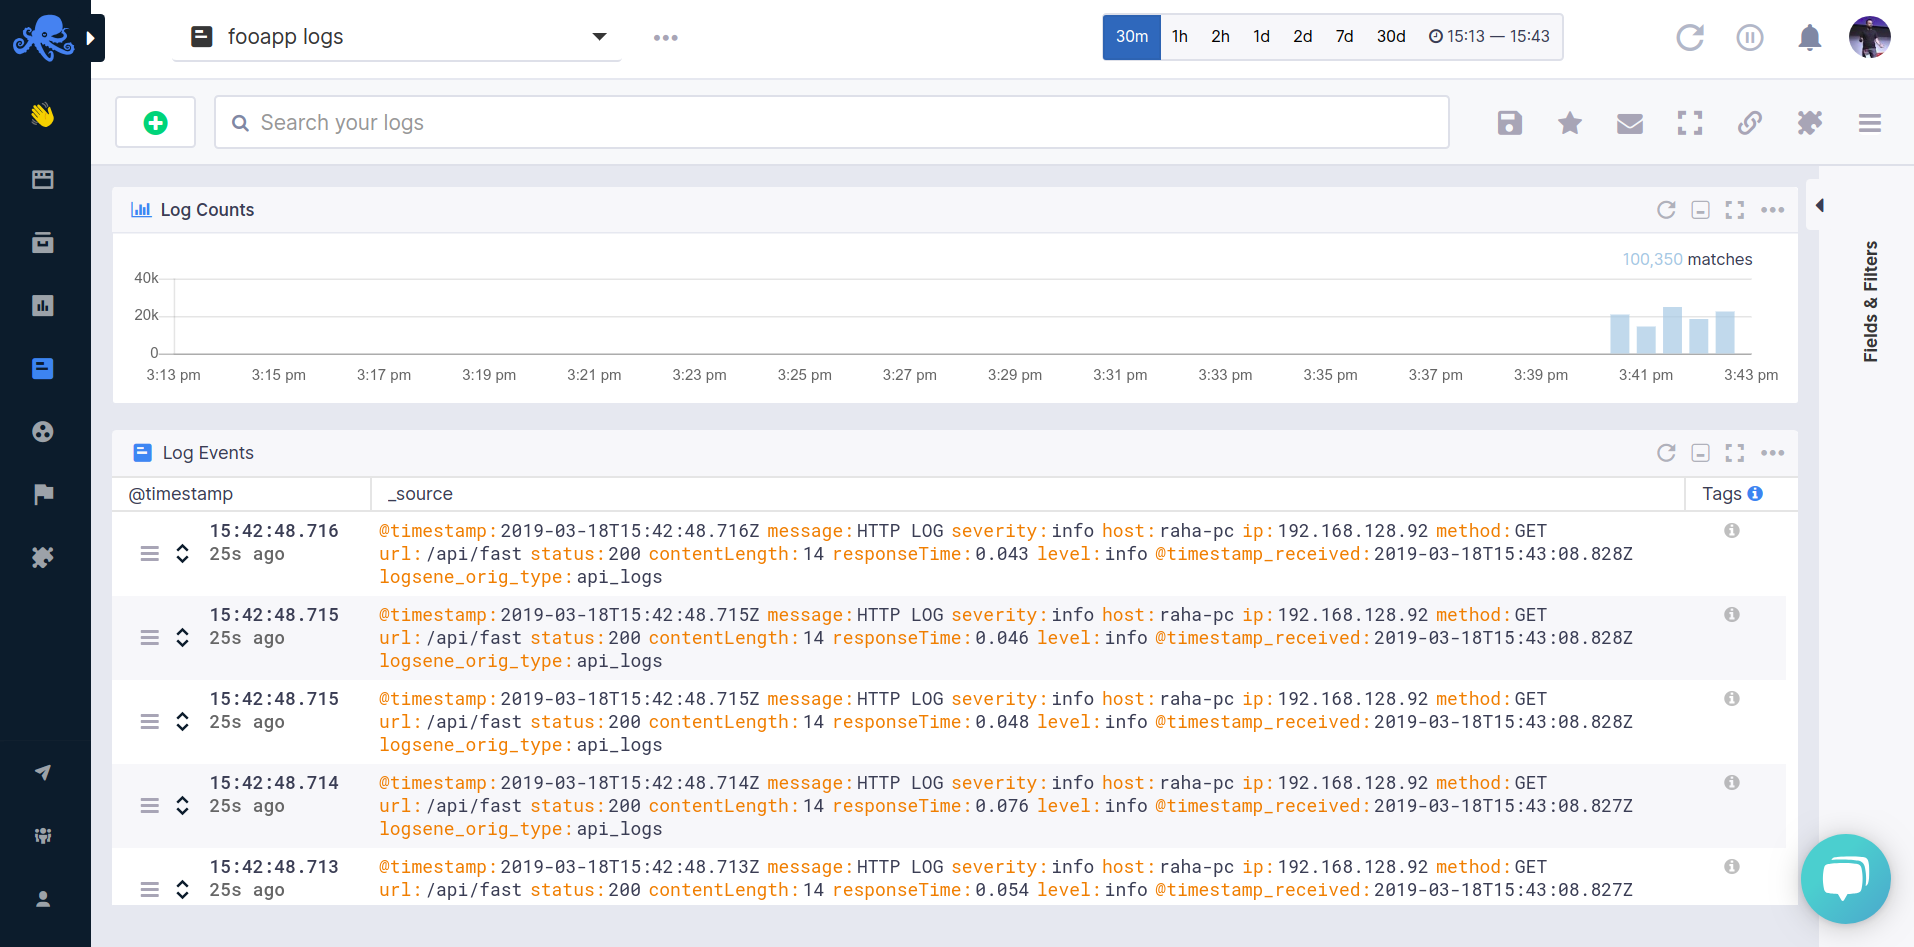 fooapp logs
30m 1h 2h 1d 2d 7d 30d 15:13 — 15:43
Search your logs
Log Counts
100,350 matches
40k
20k
0
3:13 pm 3:15 pm 3:17 pm 3:19 pm 3:21 pm 3:23 pm 3:25 pm 3:27 pm 3:29 pm 3:31 pm 3:33 pm 3:35 pm 3:37 pm 3:39 pm 3:41 pm 3:43 pm
Fields & Filters
Log Events
@timestamp _source Tags
15:42:48.716 @timestamp:2019-03-18T15:42:48.716Z message:HTTP LOG severity:info host:raha-pc ip:192.168.128.92 method:GET
25s ago url:/api/fast status:200 contentLength:14 responseTime:0.043 level:info @timestamp_received:2019-03-18T15:43:08.828Z
logsene_orig_type:api_logs
15:42:48.715 @timestamp:2019-03-18T15:42:48.715Z message:HTTP LOG severity:info host:raha-pc ip:192.168.128.92 method:GET
25s ago url:/api/fast status:200 contentLength:14 responseTime:0.046 level:info @timestamp_received:2019-03-18T15:43:08.828Z
logsene_orig_type:api_logs
15:42:48.715 @timestamp:2019-03-18T15:42:48.715Z message:HTTP LOG severity:info host:raha-pc ip:192.168.128.92 method:GET
25s ago url:/api/fast status:200 contentLength:14 responseTime:0.048 level:info @timestamp_received:2019-03-18T15:43:08.828Z
logsene_orig_type:api_logs
15:42:48.714 @timestamp:2019-03-18T15:42:48.714Z message:HTTP LOG severity:info host:raha-pc ip:192.168.128.92 method:GET
25s ago url:/api/fast status:200 contentLength:14 responseTime:0.076 level:info @timestamp_received:2019-03-18T15:43:08.827Z
logsene_orig_type:api_logs
15:42:48.713 @timestamp:2019-03-18T15:42:48.713Z message:HTTP LOG severity:info host:raha-pc ip:192.168.128.92 method:GET
25s ago url:/api/fast status:200 contentLength:14 responseTime:0.054 level:info @timestamp_received:2019-03-18T15:43:08.827Z